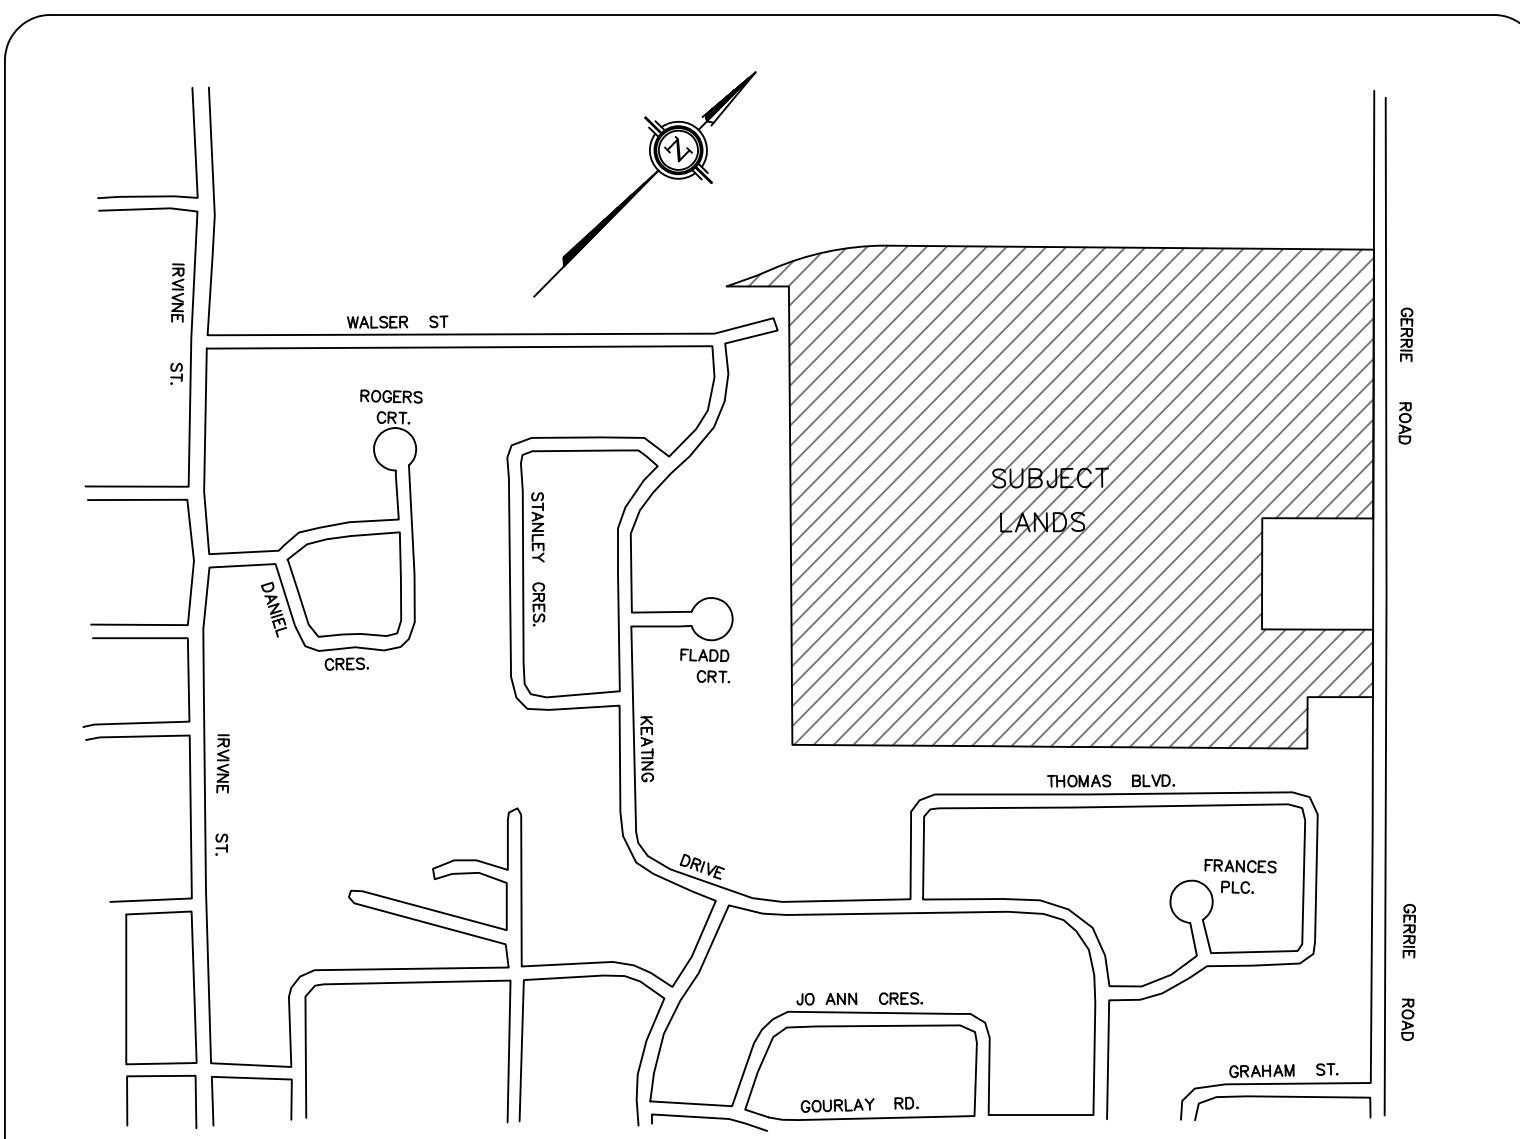 N
IRVIVNE ST.
WALSER ST
GERRIE ROAD
ROGERS
CRT.
SUBJECT
LANDS
STANLEY CRES.
DANIEL
CRES.
FLADD
CRT.
KEATING
IRVIVNE ST.
THOMAS BLVD.
DRIVE
FRANCES
PLC.
GERRIE ROAD
JO ANN CRES.
GRAHAM ST.
GOURLAY RD.